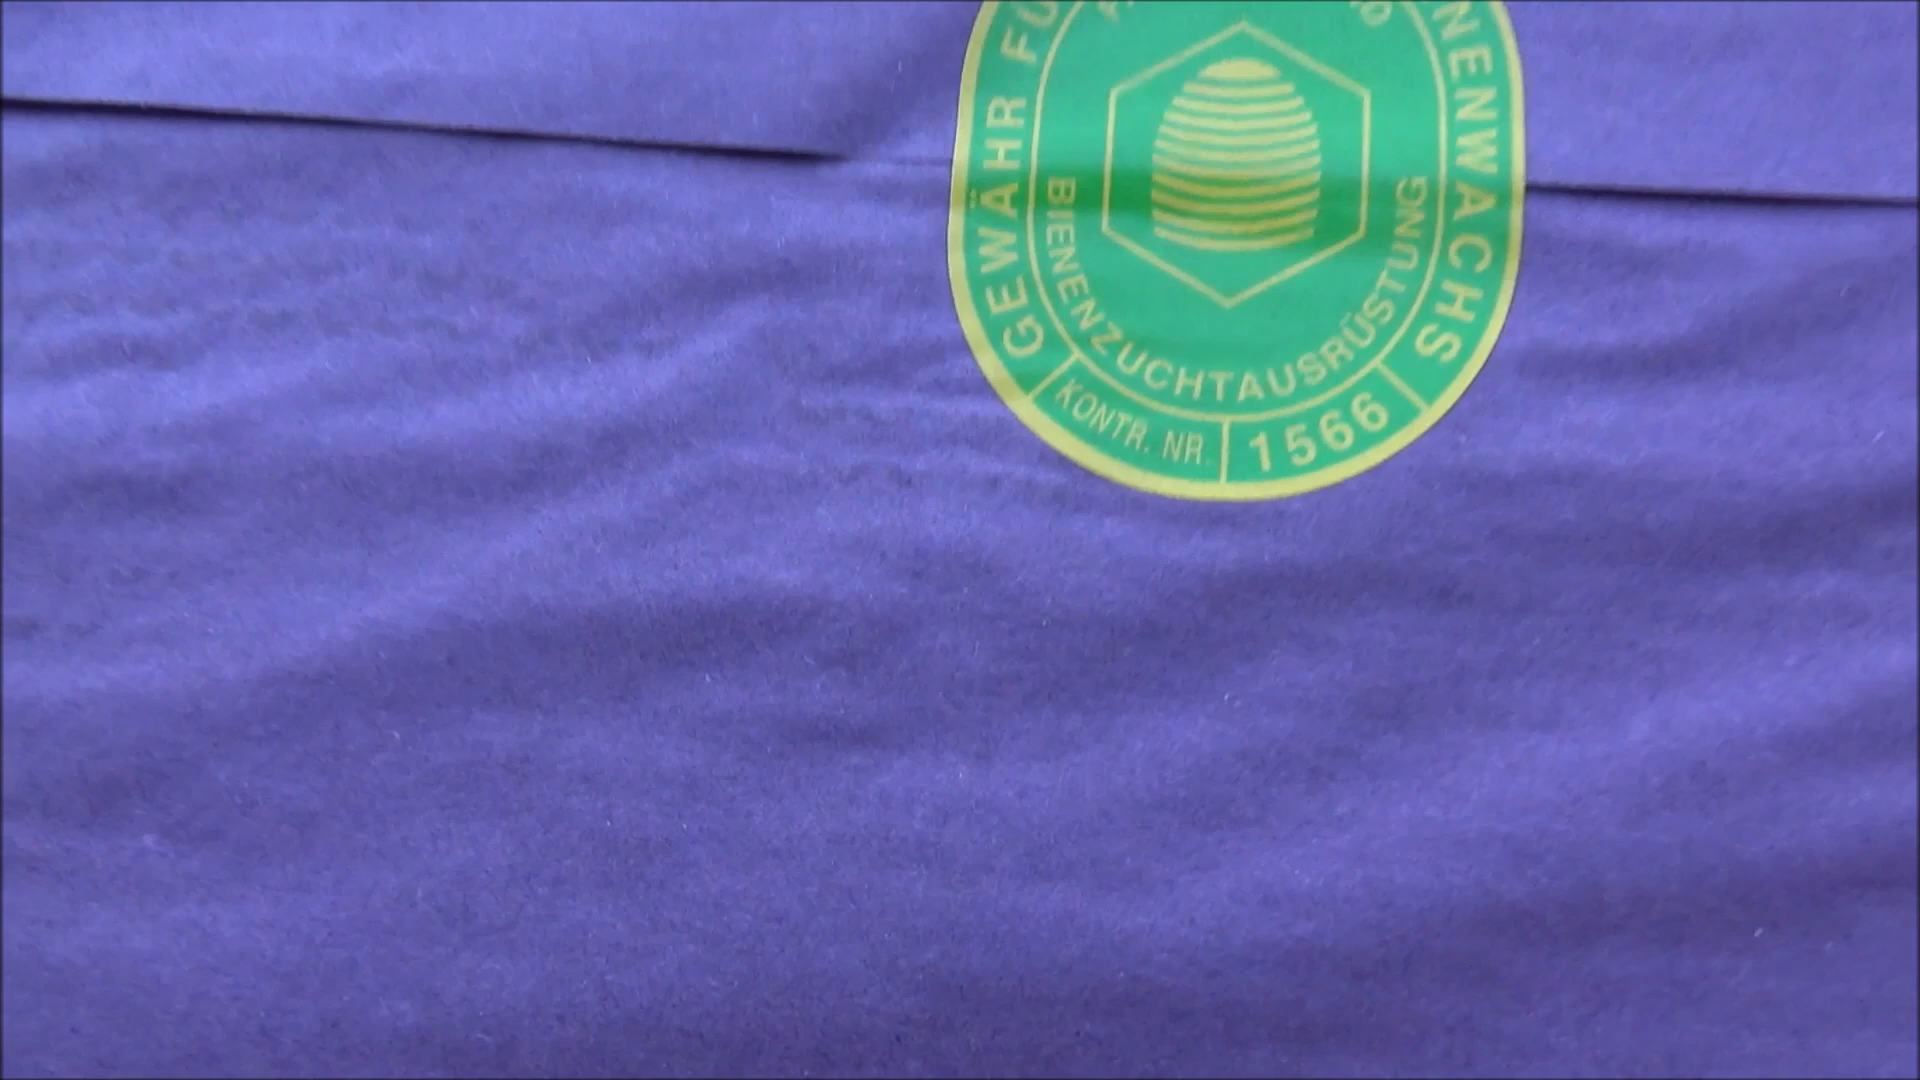 GEWÄHR FÜ
NENWACHS
BIENENZUCHTAUSRÜSTUNG
KONTR. NR. 1566